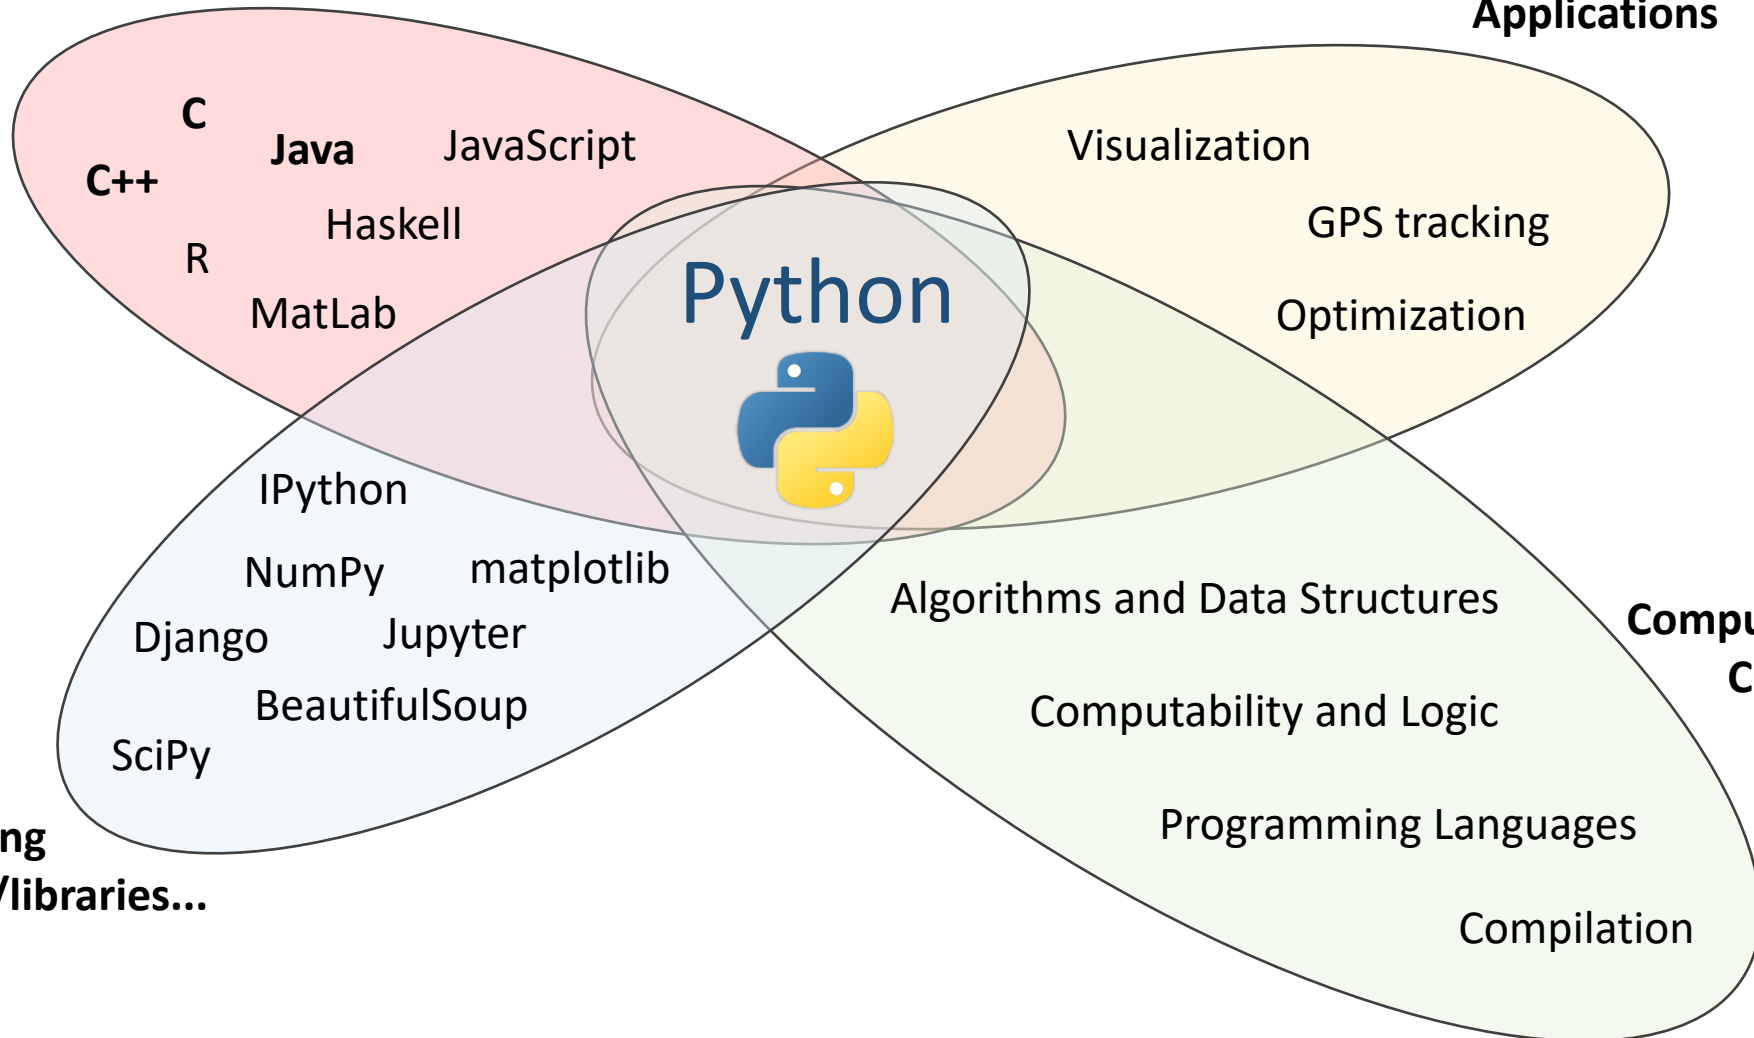 Applications
C
Java
JavaScript
C++
Haskell
R
MatLab
Visualization
GPS tracking
Optimization
Python
IPython
NumPy
matplotlib
Django
Jupyter
BeautifulSoup
SciPy
Algorithms and Data Structures
Computability and Logic
Programming Languages
Compilation
/libraries...